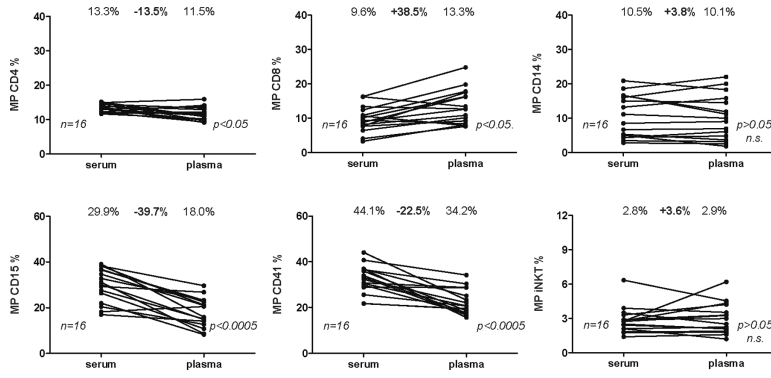 13.3% -13.5% 11.5%
MP CD4 %
40
30
20
10
0
n=16
p<0.05
serum plasma
9.6% +38.5% 13.3%
MP CD8 %
40
30
20
10
0
n=16
p<0.05.
serum plasma
10.5% +3.8% 10.1%
MP CD14 %
40
30
20
10
0
n=16
p>0.05
n.s.
serum plasma
29.9% -39.7% 18.0%
MP CD15 %
60
40
20
0
n=16
p<0.0005
serum plasma
44.1% -22.5% 34.2%
MP CD41 %
60
40
20
0
n=16
p<0.0005
serum plasma
2.8% +3.6% 2.9%
MP iNKT %
12
9
6
3
0
n=16
p>0.05
n.s.
serum plasma